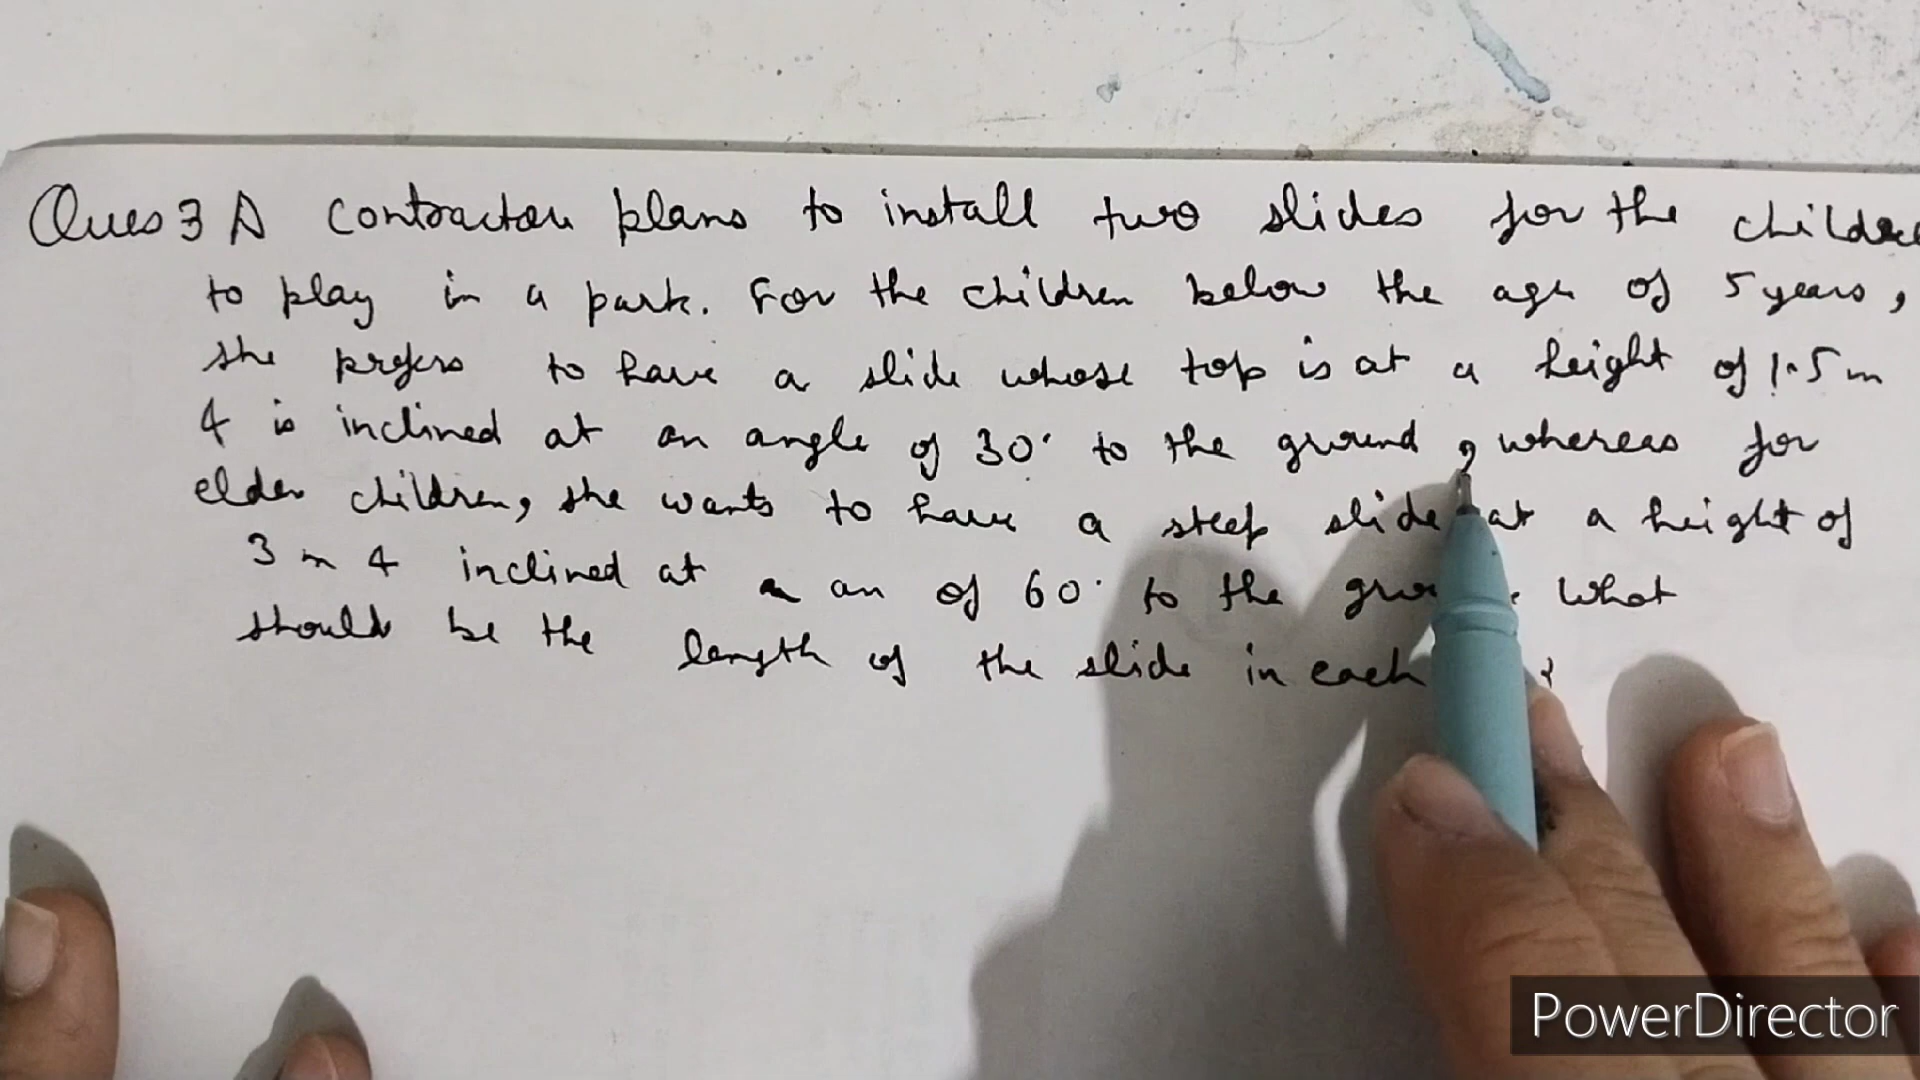 Ques 3 A contractor plans to install two slides for the childre
to play in a park. For the children below the age of 5 years,
she prefers to have a slide whose top is at a height of 1.5 m
& is inclined at an angle of 30° to the ground, whereas for
elder children, she wants to have a steep slide at a height of
3 m & inclined at an of 60° to the What
should be the length of the slide in each
PowerDirector